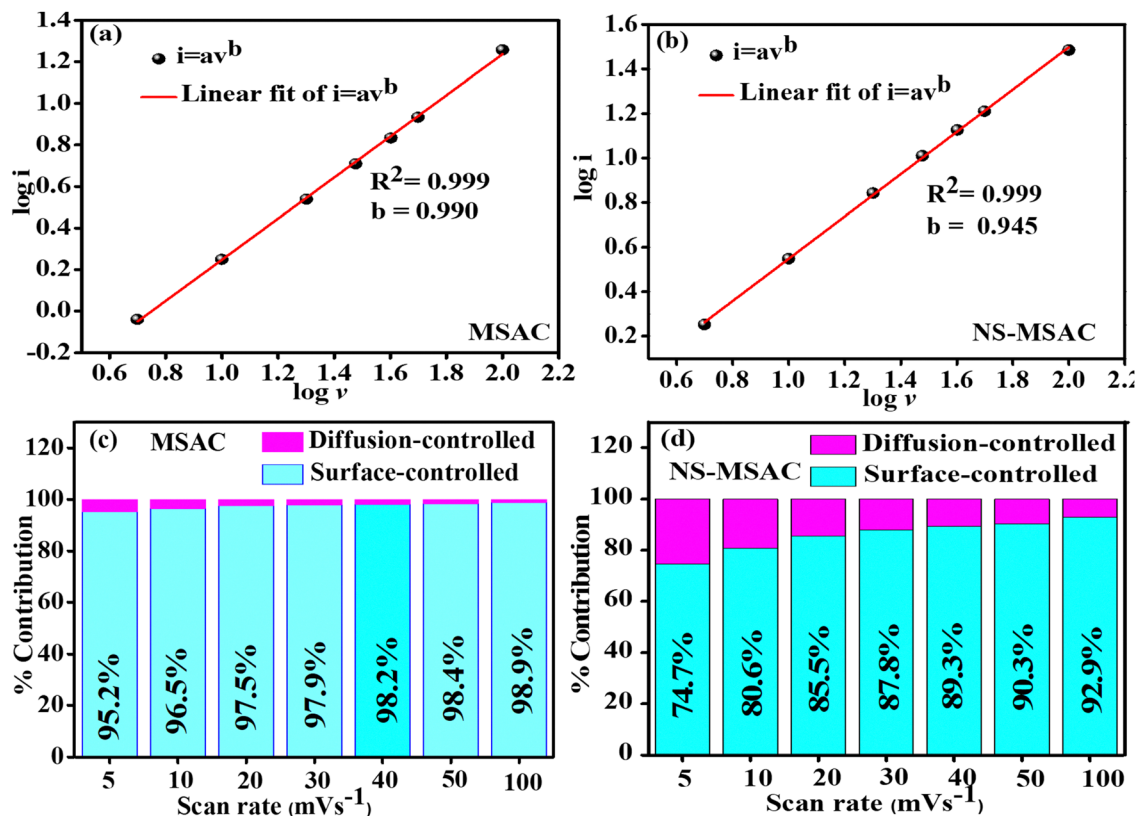 (a)
i=avᵇ
Linear fit of i=avᵇ
R²= 0.999
b = 0.990
MSAC
log i
1.4
1.2
1.0
0.8
0.6
0.4
0.2
0.0
-0.2
0.6 0.8 1.0 1.2 1.4 1.6 1.8 2.0 2.2
log v
(b)
i=avᵇ
Linear fit of i=avᵇ
R²= 0.999
b = 0.945
NS-MSAC
log i
1.6
1.4
1.2
1.0
0.8
0.6
0.4
0.2
0.6 0.8 1.0 1.2 1.4 1.6 1.8 2.0 2.2
log v
(c) MSAC
Diffusion-controlled
Surface-controlled
% Contribution
120
100
80
60
40
20
0
95.2% 96.5% 97.5% 97.9% 98.2% 98.4% 98.9%
5 10 20 30 40 50 100
Scan rate (mVs⁻¹)
(d) NS-MSAC
Diffusion-controlled
Surface-controlled
% Contribution
120
100
80
60
40
20
0
74.7% 80.6% 85.5% 87.8% 89.3% 90.3% 92.9%
5 10 20 30 40 50 100
Scan rate (mVs⁻¹)